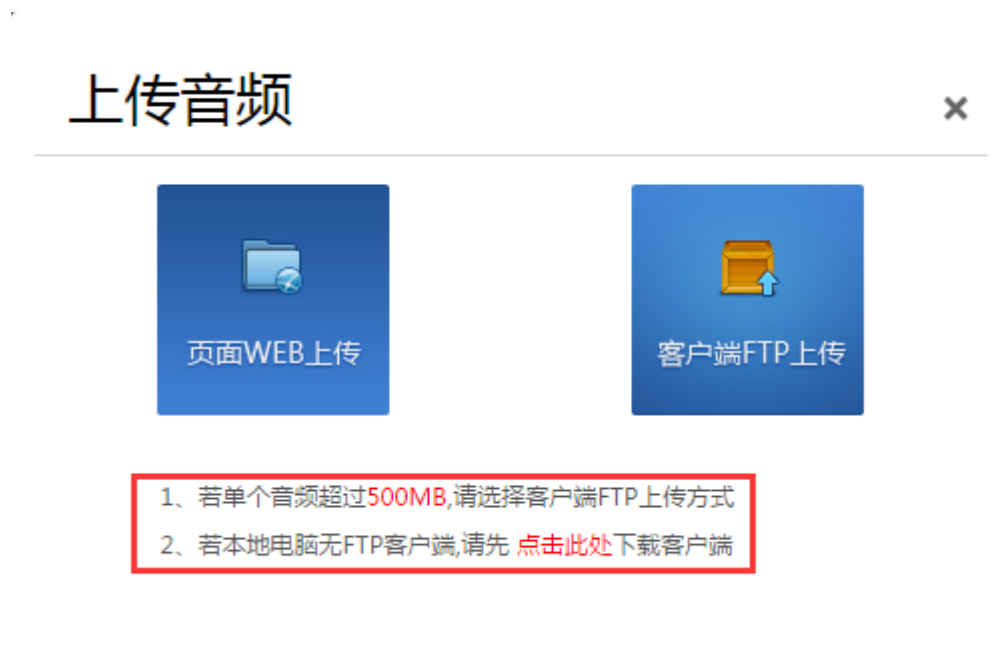 上传音频
页面WEB上传
客户端FTP上传
1、若单个音频超过500MB,请选择客户端FTP上传方式
2、若本地电脑无FTP客户端,请先 点击此处下载客户端